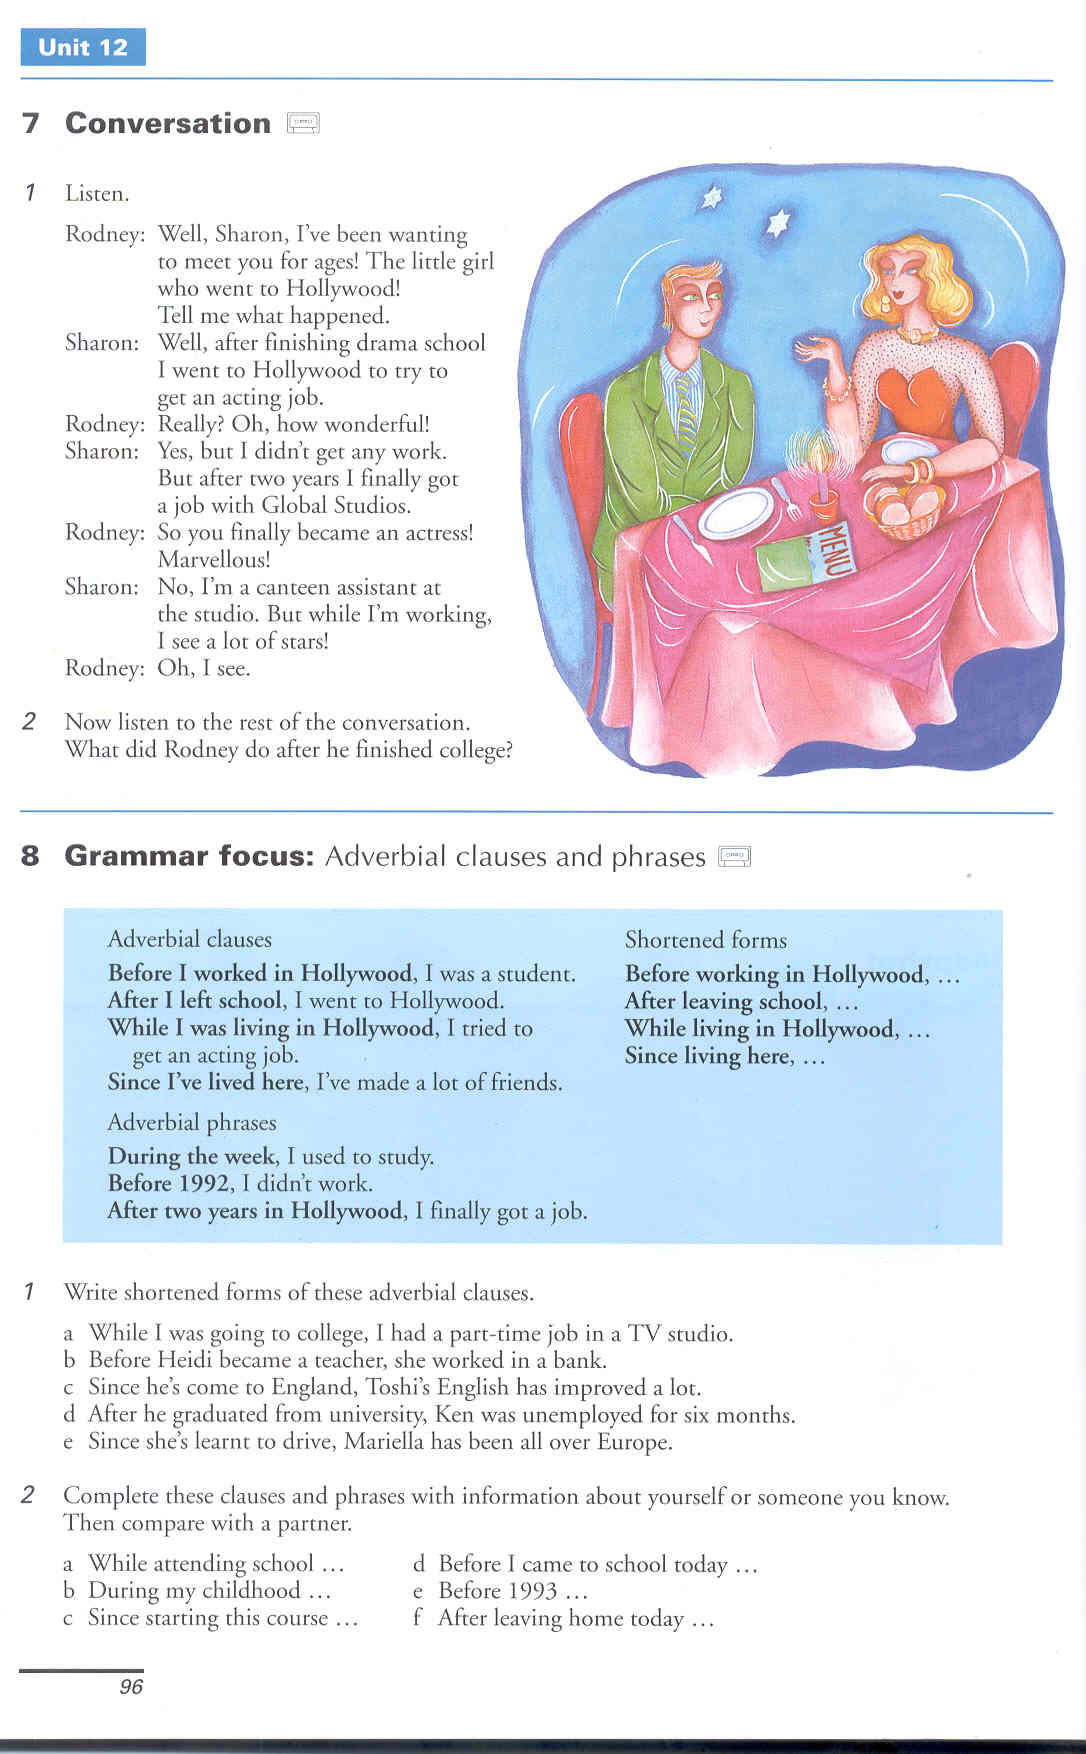 Unit 12
7 Conversation
1 Listen.
Rodney: Well, Sharon, I've been wanting
to meet you for ages! The little girl
who went to Hollywood!
Tell me what happened.
Sharon: Well, after finishing drama school
I went to Hollywood to try to
get an acting job.
Rodney: Really? Oh, how wonderful!
Sharon: Yes, but I didn't get any work.
But after two years I finally got
a job with Global Studios.
Rodney: So you finally became an actress!
Marvellous!
Sharon: No, I'm a canteen assistant at
the studio. But while I'm working,
I see a lot of stars!
Rodney: Oh, I see.
MENU
2 Now listen to the rest of the conversation.
What did Rodney do after he finished college?
8 Grammar focus: Adverbial clauses and phrases
Adverbial clauses
Before I worked in Hollywood, I was a student.
After I left school, I went to Hollywood.
While I was living in Hollywood, I tried to
get an acting job.
Since I've lived here, I've made a lot of friends.
Shortened forms
Before working in Hollywood, ...
After leaving school, ...
While living in Hollywood, ...
Since living here, ...
Adverbial phrases
During the week, I used to study.
Before 1992, I didn't work.
After two years in Hollywood, I finally got a job.
1 Write shortened forms of these adverbial clauses.
a While I was going to college, I had a part-time job in a TV studio.
b Before Heidi became a teacher, she worked in a bank.
c Since he's come to England, Toshi's English has improved a lot.
d After he graduated from university, Ken was unemployed for six months.
e Since she's learnt to drive, Mariella has been all over Europe.
2 Complete these clauses and phrases with information about yourself or someone you know.
Then compare with a partner.
a While attending school ...
b During my childhood ...
c Since starting this course ...
d Before I came to school today ...
e Before 1993 ...
f After leaving home today ...
96